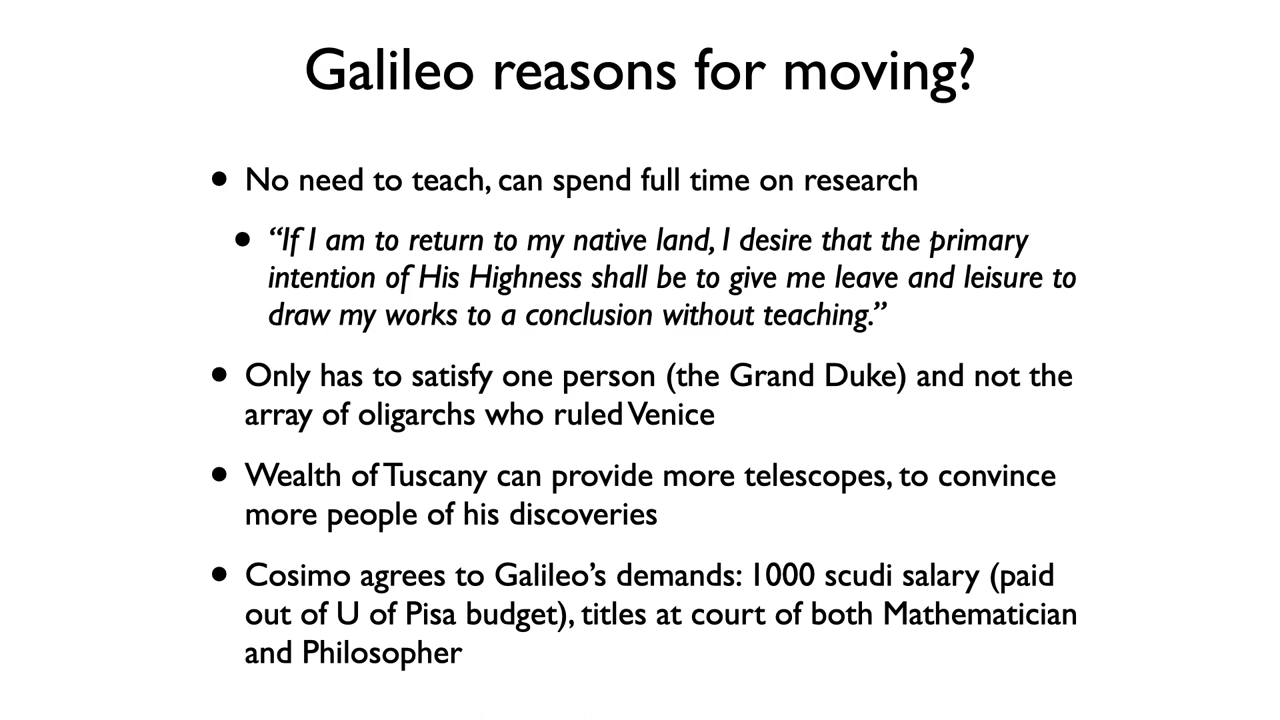 Galileo reasons for moving?
• No need to teach, can spend full time on research
• “If I am to return to my native land, I desire that the primary
intention of His Highness shall be to give me leave and leisure to
draw my works to a conclusion without teaching.”
• Only has to satisfy one person (the Grand Duke) and not the
array of oligarchs who ruled Venice
• Wealth of Tuscany can provide more telescopes, to convince
more people of his discoveries
• Cosimo agrees to Galileo’s demands: 1000 scudi salary (paid
out of U of Pisa budget), titles at court of both Mathematician
and Philosopher